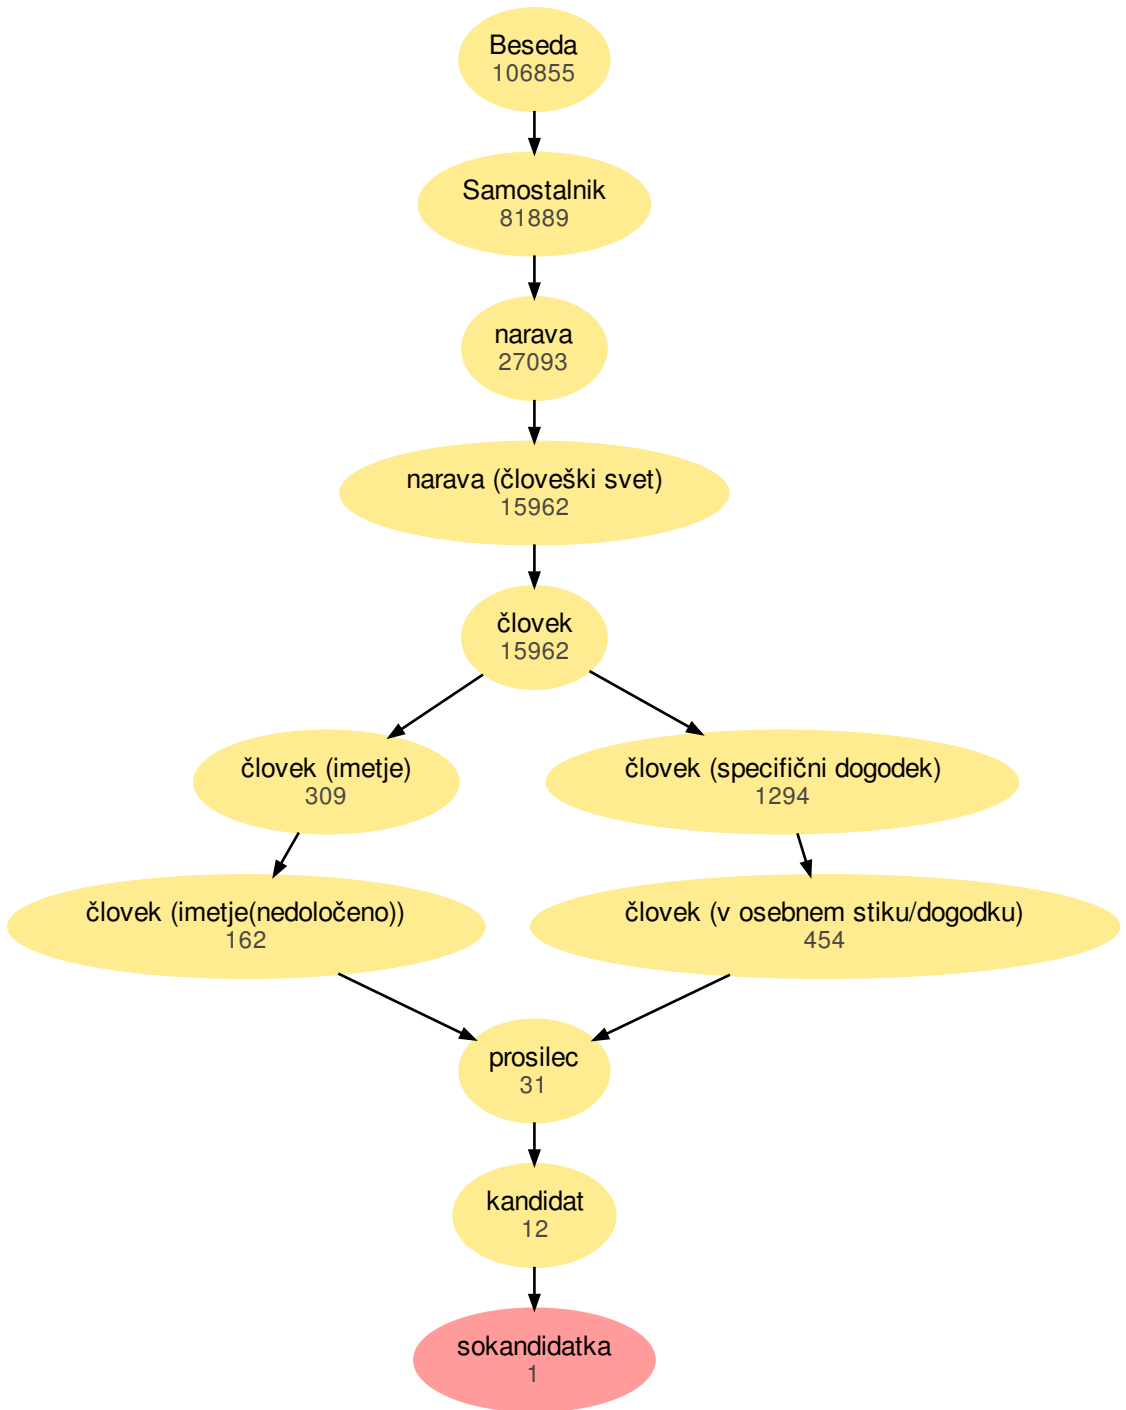 Beseda
106855
Samostalnik
81889
narava
27093
narava (človeški svet)
15962
človek
15962
človek (imetje)
309
človek (specifični dogodek)
1294
človek (imetje(nedoločeno))
162
človek (v osebnem stiku/dogodku)
454
prosilec
31
kandidat
12
sokandidatka
1